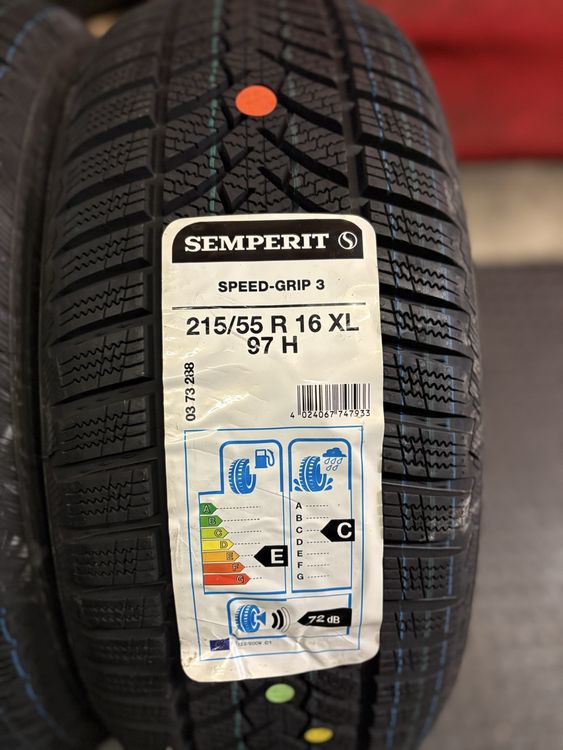 SEMPERIT S
SPEED-GRIP 3
215/55 R 16 XL
97 H
03 73 288
4 024067 747933
A
B
C
D
E
F
G
E
A
B
C
D
E
F
G
C
72 dB